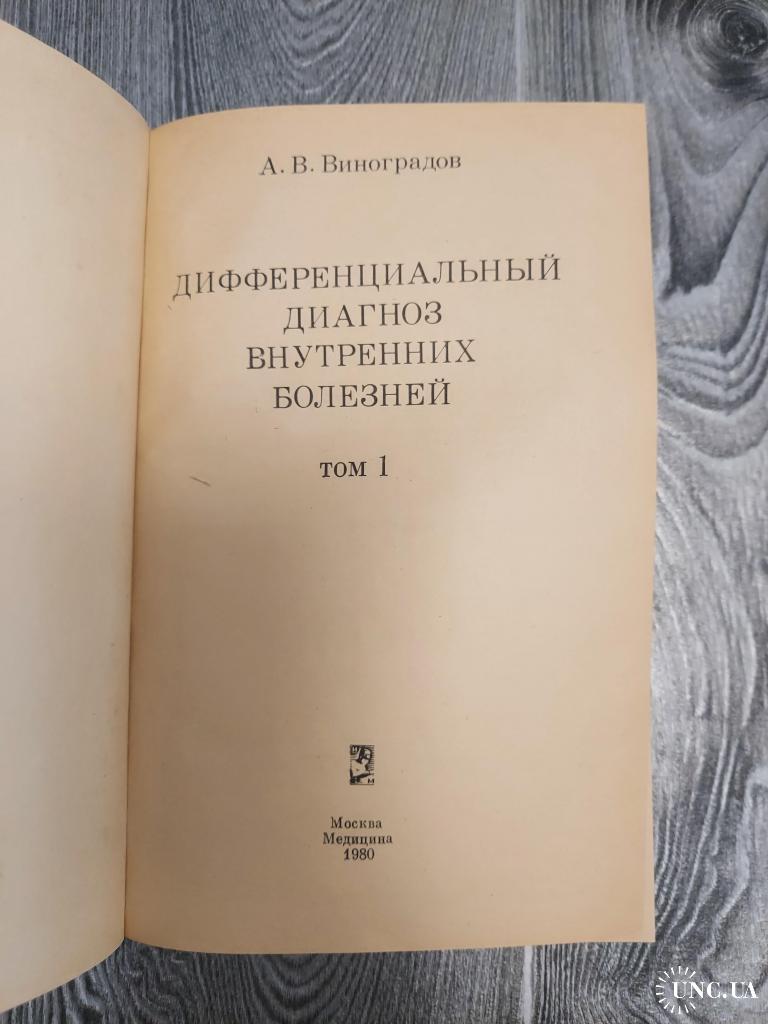 А. В. Виноградов
ДИФФЕРЕНЦИАЛЬНЫЙ
ДИАГНОЗ
ВНУТРЕННИХ
БОЛЕЗНЕЙ
том 1
Москва
Медицина
1980
UNC.UA